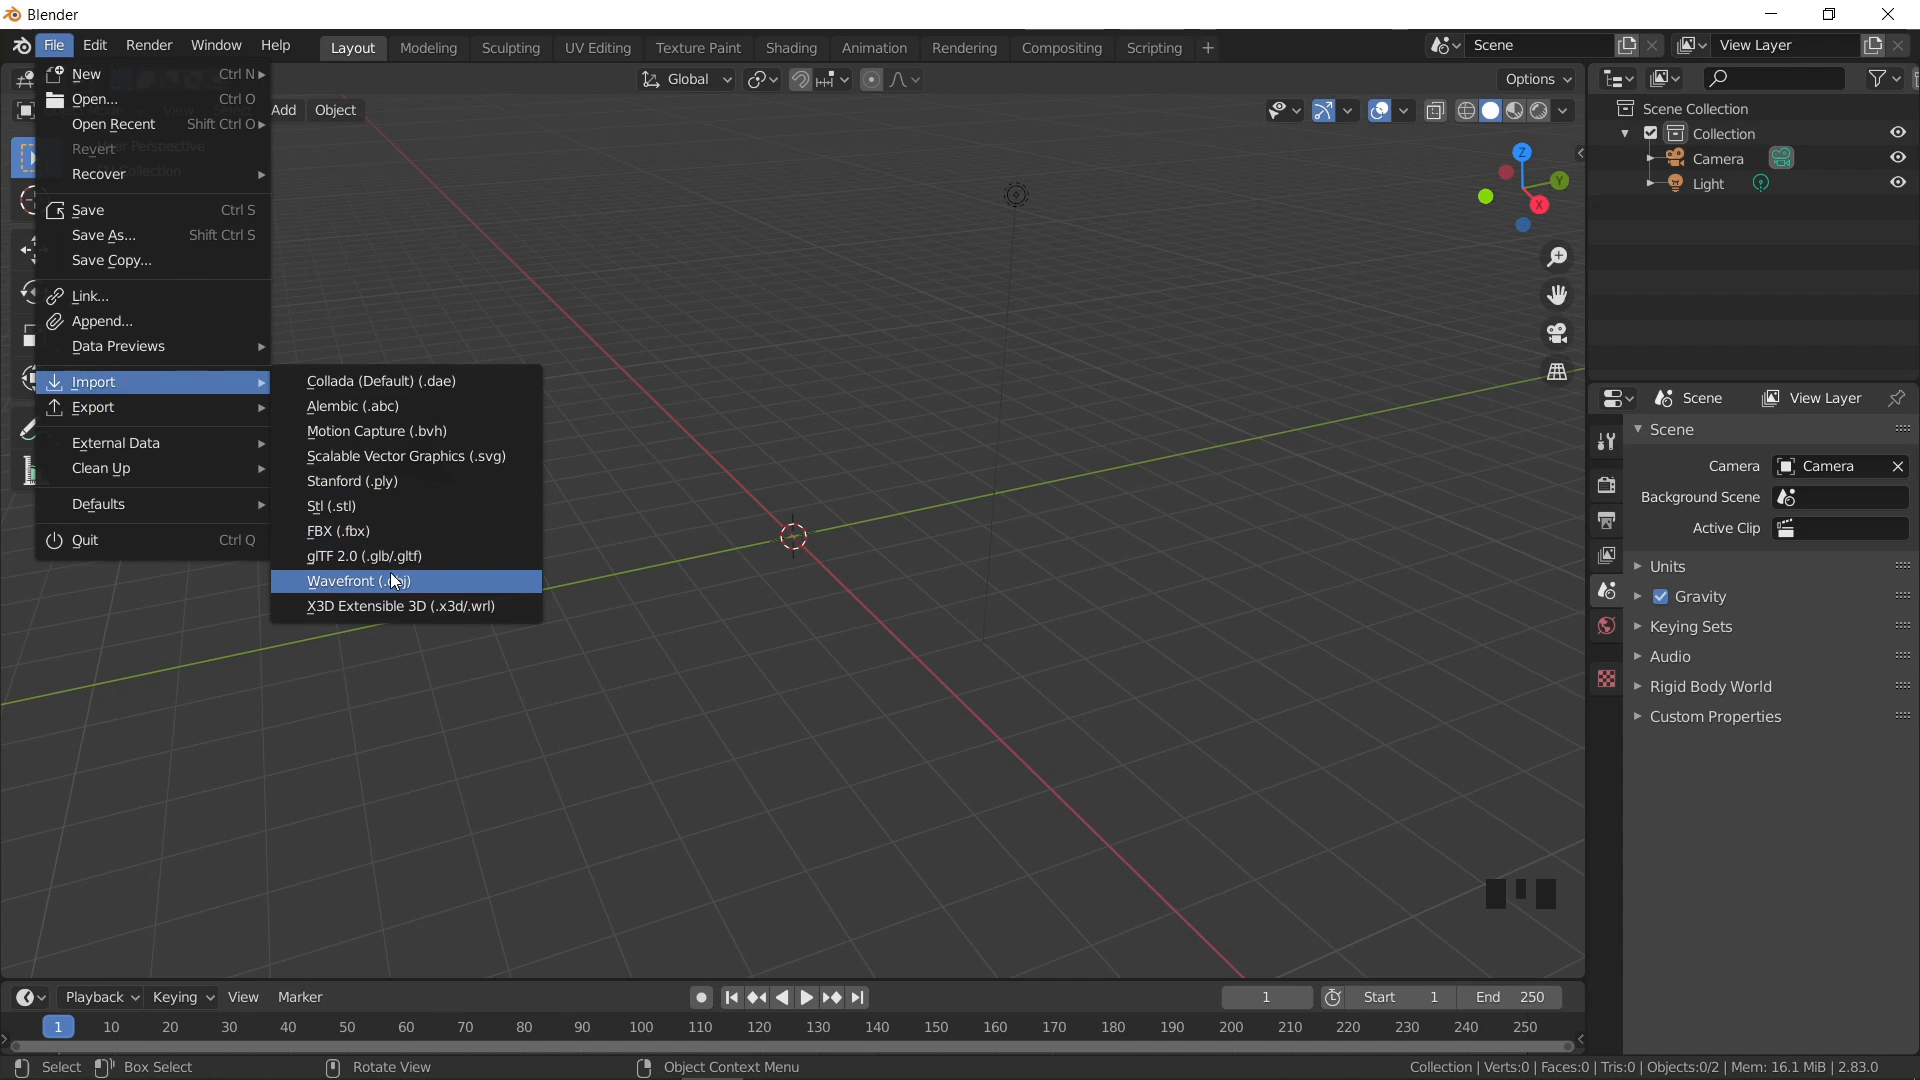 Blender
File Edit Render Window Help Layout Modeling Sculpting UV Editing Texture Paint Shading Animation Rendering Compositing Scripting + Scene View Layer
Global Options
Add Object
New Ctrl N
Open... Ctrl O
Open Recent Shift Ctrl O
Revert
Recover
Save Ctrl S
Save As... Shift Ctrl S
Save Copy...
Link...
Append...
Data Previews
Import
Export
External Data
Clean Up
Defaults
Quit Ctrl Q
Collada (Default) (.dae)
Alembic (.abc)
Motion Capture (.bvh)
Scalable Vector Graphics (.svg)
Stanford (.ply)
Stl (.stl)
FBX (.fbx)
glTF 2.0 (.glb/.gltf)
Wavefront (.obj)
X3D Extensible 3D (.x3d/.wrl)
Z
Y
X
Scene Collection
Collection
Camera
Light
Scene View Layer
Scene
Camera Camera
Background Scene
Active Clip
Units
Gravity
Keying Sets
Audio
Rigid Body World
Custom Properties
Playback Keying View Marker 1 Start 1 End 250
1 10 20 30 40 50 60 70 80 90 100 110 120 130 140 150 160 170 180 190 200 210 220 230 240 250
Select Box Select Rotate View Object Context Menu Collection | Verts:0 | Faces:0 | Tris:0 | Objects:0/2 | Mem: 16.1 MiB | 2.83.0